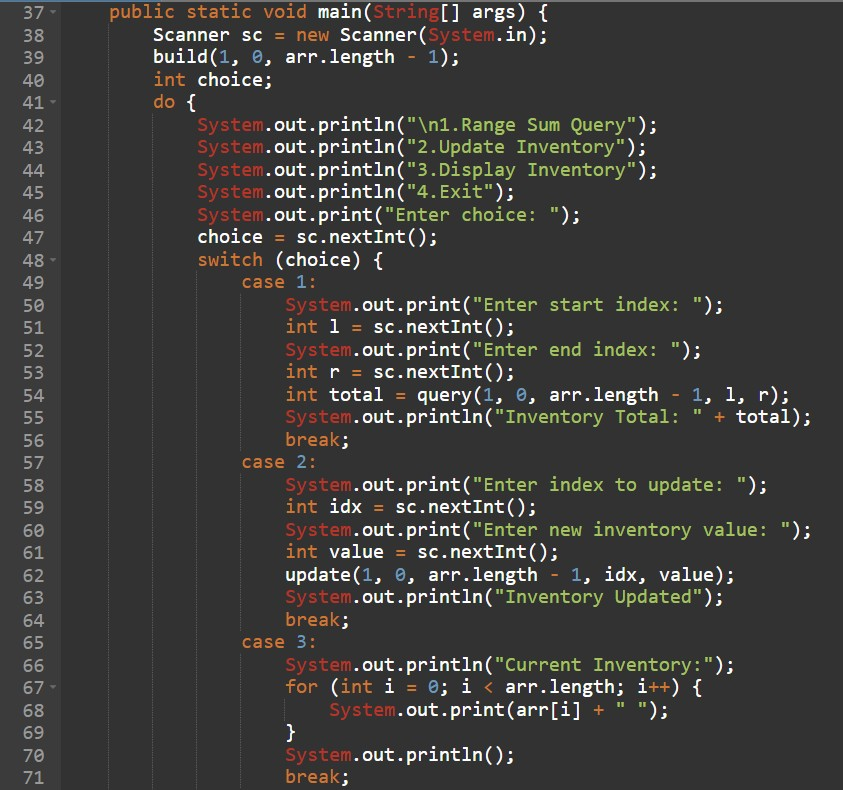 37 public static void main(String[] args) {
38 Scanner sc = new Scanner(System.in);
39 build(1, 0, arr.length - 1);
40 int choice;
41 do {
42 System.out.println("\n1.Range Sum Query");
43 System.out.println("2.Update Inventory");
44 System.out.println("3.Display Inventory");
45 System.out.println("4.Exit");
46 System.out.print("Enter choice: ");
47 choice = sc.nextInt();
48 switch (choice) {
49 case 1:
50 System.out.print("Enter start index: ");
51 int l = sc.nextInt();
52 System.out.print("Enter end index: ");
53 int r = sc.nextInt();
54 int total = query(1, 0, arr.length - 1, l, r);
55 System.out.println("Inventory Total: " + total);
56 break;
57 case 2:
58 System.out.print("Enter index to update: ");
59 int idx = sc.nextInt();
60 System.out.print("Enter new inventory value: ");
61 int value = sc.nextInt();
62 update(1, 0, arr.length - 1, idx, value);
63 System.out.println("Inventory Updated");
64 break;
65 case 3:
66 System.out.println("Current Inventory:");
67 for (int i = 0; i < arr.length; i++) {
68 System.out.print(arr[i] + " ");
69 }
70 System.out.println();
71 break;